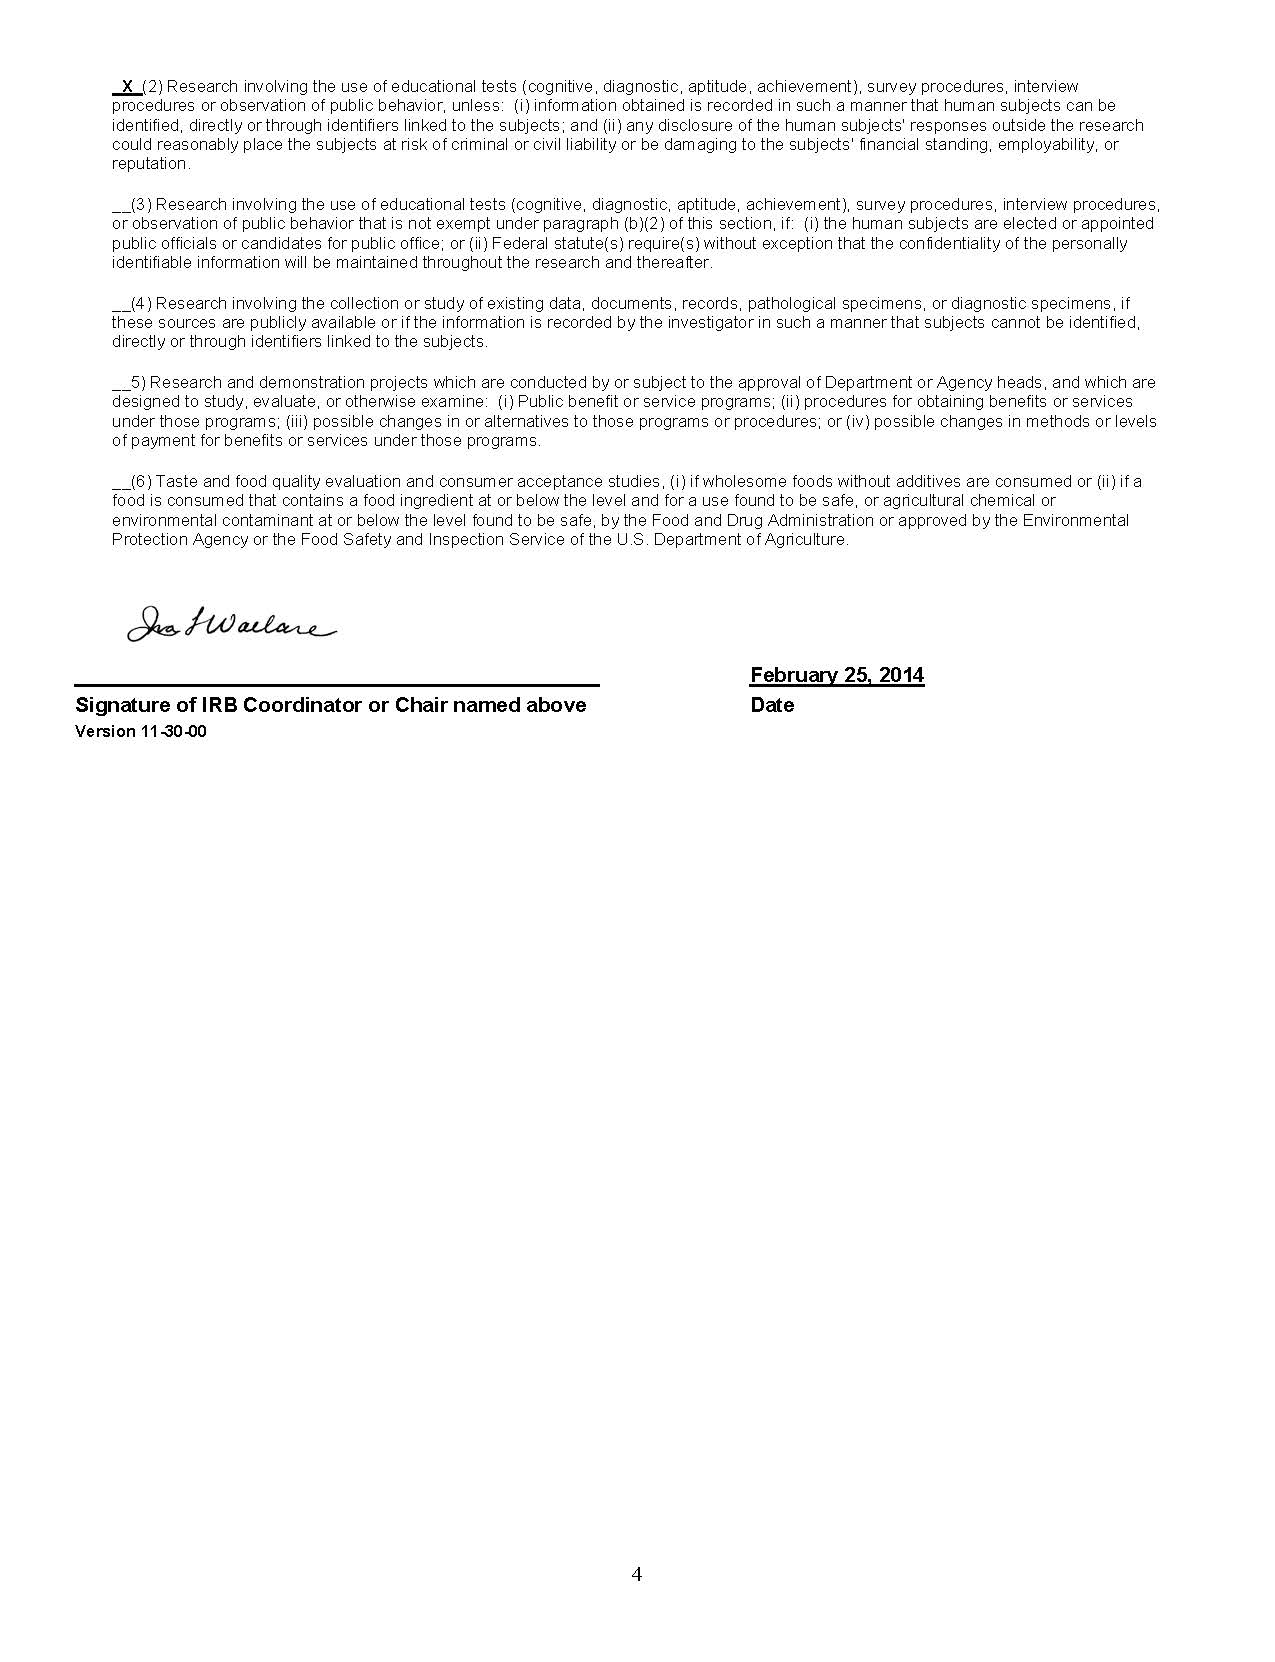 X (2) Research involving the use of educational tests (cognitive, diagnostic, aptitude, achievement), survey procedures, interview
procedures or observation of public behavior, unless: (i) information obtained is recorded in such a manner that human subjects can be
identified, directly or through identifiers linked to the subjects; and (ii) any disclosure of the human subjects' responses outside the research
could reasonably place the subjects at risk of criminal or civil liability or be damaging to the subjects' financial standing, employability, or
reputation.
__(3) Research involving the use of educational tests (cognitive, diagnostic, aptitude, achievement), survey procedures, interview procedures,
or observation of public behavior that is not exempt under paragraph (b)(2) of this section, if: (i) the human subjects are elected or appointed
public officials or candidates for public office; or (ii) Federal statute(s) require(s) without exception that the confidentiality of the personally
identifiable information will be maintained throughout the research and thereafter.
__(4) Research involving the collection or study of existing data, documents, records, pathological specimens, or diagnostic specimens, if
these sources are publicly available or if the information is recorded by the investigator in such a manner that subjects cannot be identified,
directly or through identifiers linked to the subjects.
__5) Research and demonstration projects which are conducted by or subject to the approval of Department or Agency heads, and which are
designed to study, evaluate, or otherwise examine: (i) Public benefit or service programs; (ii) procedures for obtaining benefits or services
under those programs; (iii) possible changes in or alternatives to those programs or procedures; or (iv) possible changes in methods or levels
of payment for benefits or services under those programs.
__(6) Taste and food quality evaluation and consumer acceptance studies, (i) if wholesome foods without additives are consumed or (ii) if a
food is consumed that contains a food ingredient at or below the level and for a use found to be safe, or agricultural chemical or
environmental contaminant at or below the level found to be safe, by the Food and Drug Administration or approved by the Environmental
Protection Agency or the Food Safety and Inspection Service of the U.S. Department of Agriculture.
February 25, 2014
Signature of IRB Coordinator or Chair named above Date
Version 11-30-00
4